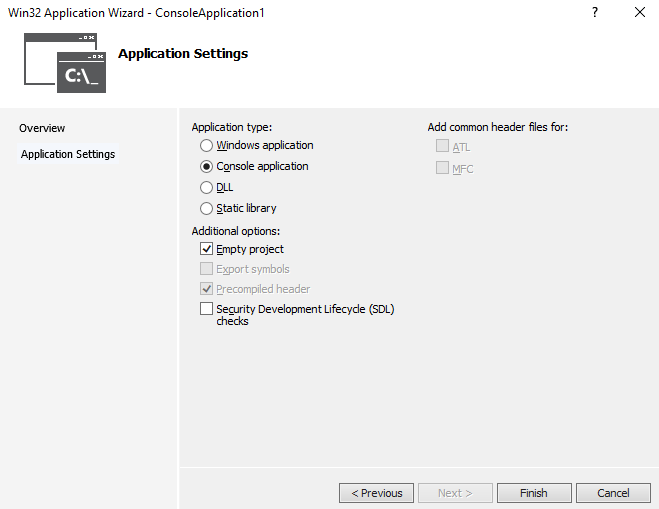 Win32 Application Wizard - ConsoleApplication1
?
C:\_
Application Settings
Overview
Application Settings
Application type:
Windows application
Console application
DLL
Static library
Additional options:
Empty project
Export symbols
Precompiled header
Security Development Lifecycle (SDL)
checks
Add common header files for:
ATL
MFC
< Previous
Next >
Finish
Cancel